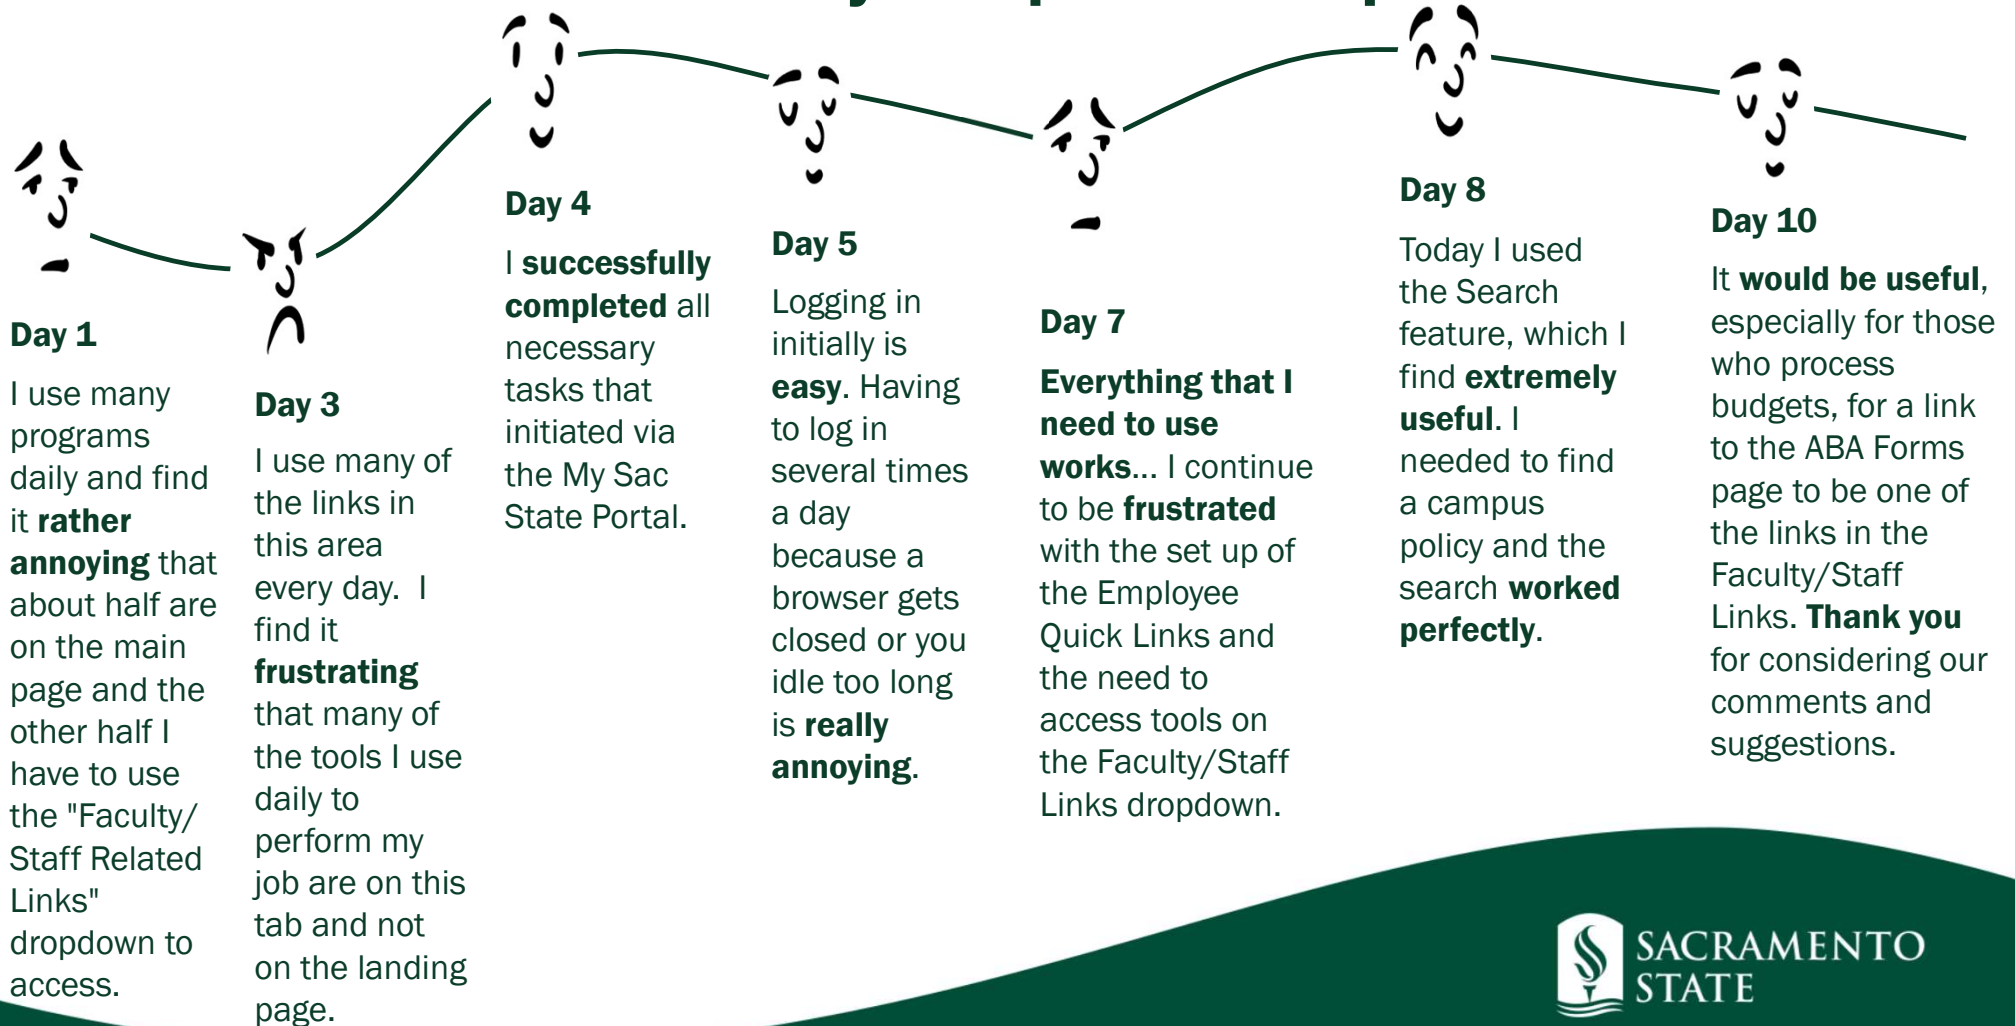 Day 1
I use many
programs
daily and find
it rather
annoying that
about half are
on the main
page and the
other half I
have to use
the "Faculty/
Staff Related
Links"
dropdown to
access.
Day 3
I use many of
the links in
this area
every day.  I
find it
frustrating
that many of
the tools I use
daily to
perform my
job are on this
tab and not
on the landing
page.
Day 4
I successfully
completed all
necessary
tasks that
initiated via
the My Sac
State Portal.
Day 5
Logging in
initially is
easy. Having
to log in
several times
a day
because a
browser gets
closed or you
idle too long
is really
annoying.
Day 7
Everything that I
need to use
works... I continue
to be frustrated
with the set up of
the Employee
Quick Links and
the need to
access tools on
the Faculty/Staff
Links dropdown.
Day 8
Today I used
the Search
feature, which I
find extremely
useful. I
needed to find
a campus
policy and the
search worked
perfectly.
Day 10
It would be useful,
especially for those
who process
budgets, for a link
to the ABA Forms
page to be one of
the links in the
Faculty/Staff
Links. Thank you
for considering our
comments and
suggestions.
SACRAMENTO
STATE